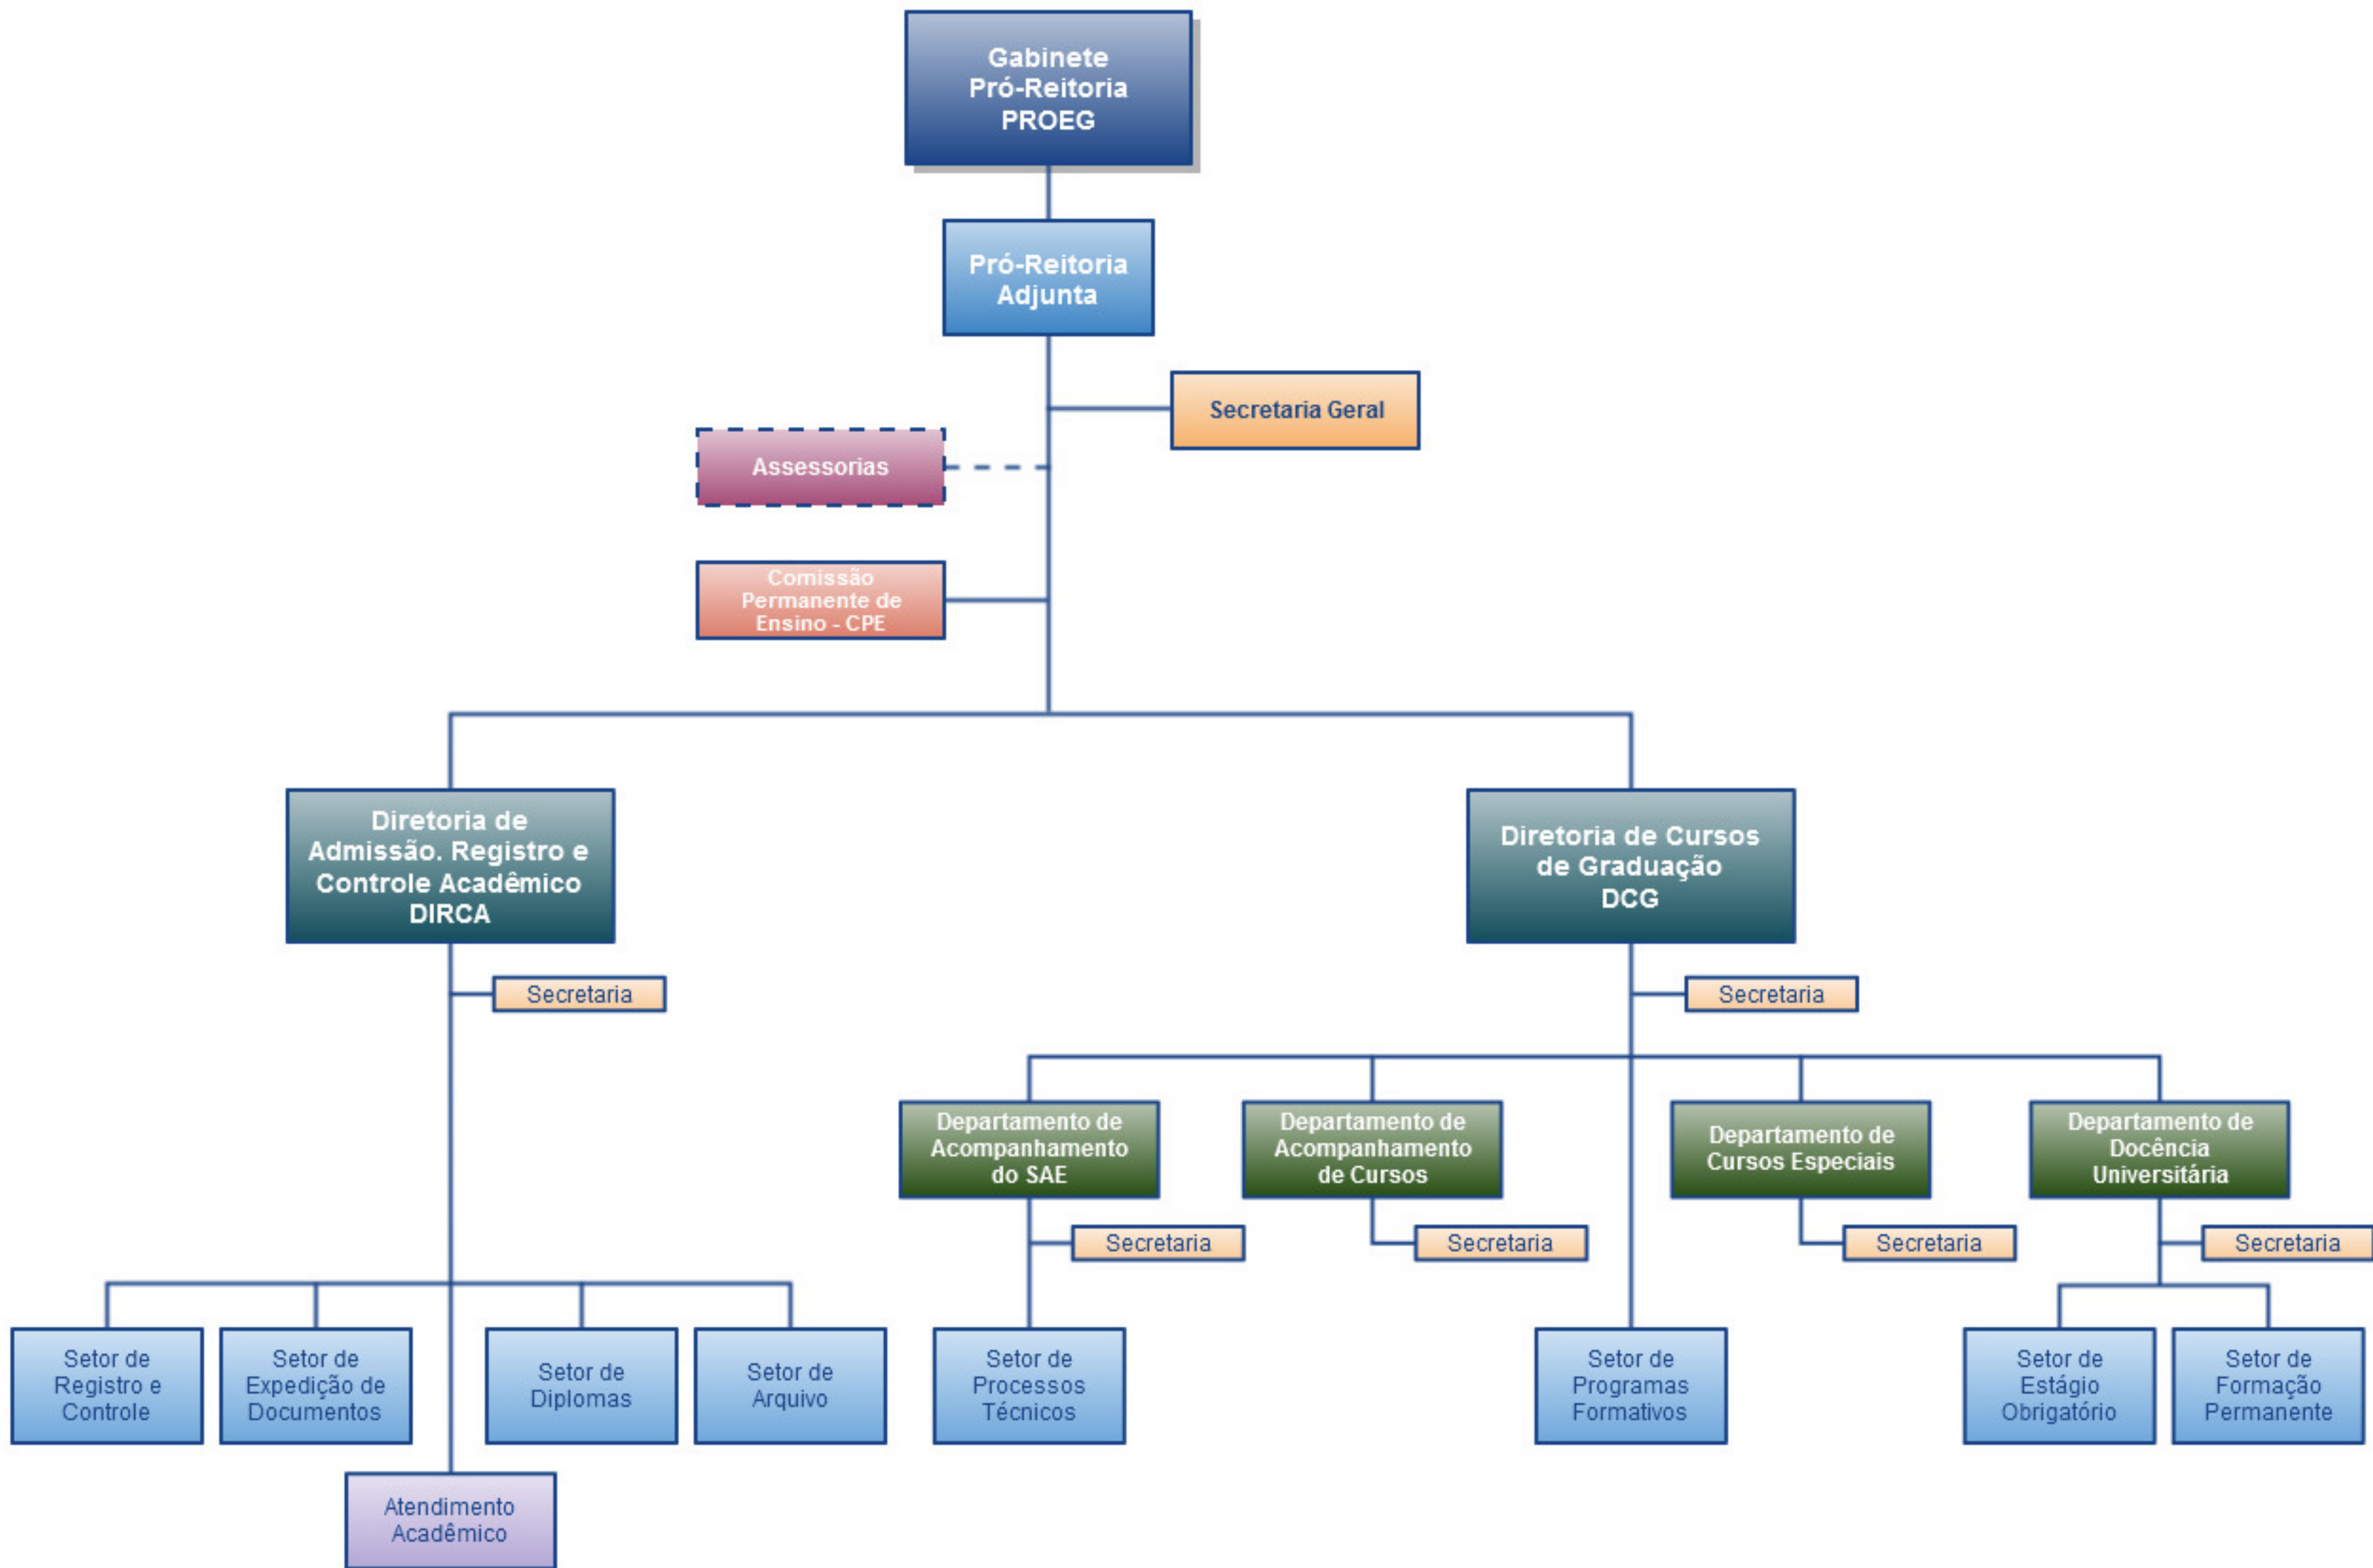 Gabinete
Pró-Reitoria
PROEG
Pró-Reitoria
Adjunta
Secretaria Geral
Assessorias
Comissão
Permanente de
Ensino - CPE
Diretoria de
Admissão. Registro e
Controle Acadêmico
DIRCA
Diretoria de Cursos
de Graduação
DCG
Secretaria
Secretaria
Departamento de
Acompanhamento
do SAE
Departamento de
Acompanhamento
de Cursos
Departamento de
Cursos Especiais
Departamento de
Docência
Universitária
Secretaria
Secretaria
Secretaria
Secretaria
Setor de
Registro e
Controle
Setor de
Expedição de
Documentos
Setor de
Diplomas
Setor de
Arquivo
Setor de
Processos
Técnicos
Setor de
Programas
Formativos
Setor de
Estágio
Obrigatório
Setor de
Formação
Permanente
Atendimento
Acadêmico